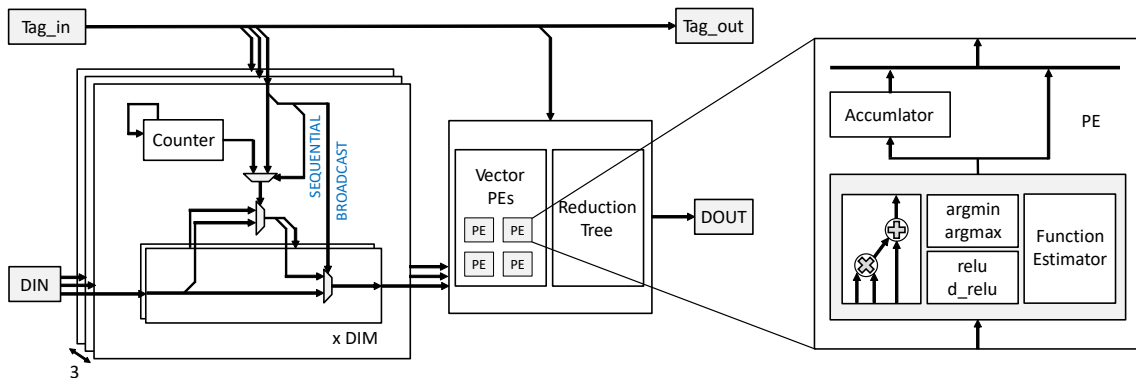 Tag_in
Tag_out
Counter
SEQUENTIAL
BROADCAST
DIN
x DIM
3
Vector
PEs
PE
PE
PE
PE
Reduction
Tree
DOUT
Accumlator
PE
argmin
argmax
relu
d_relu
Function
Estimator